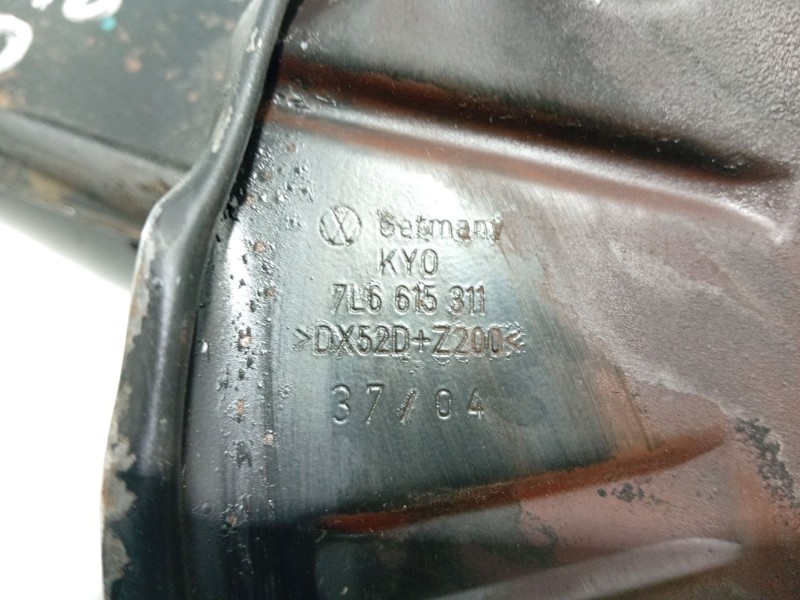 Germany
KYO
7L6 615 311
>DX52D+Z200<
37/04